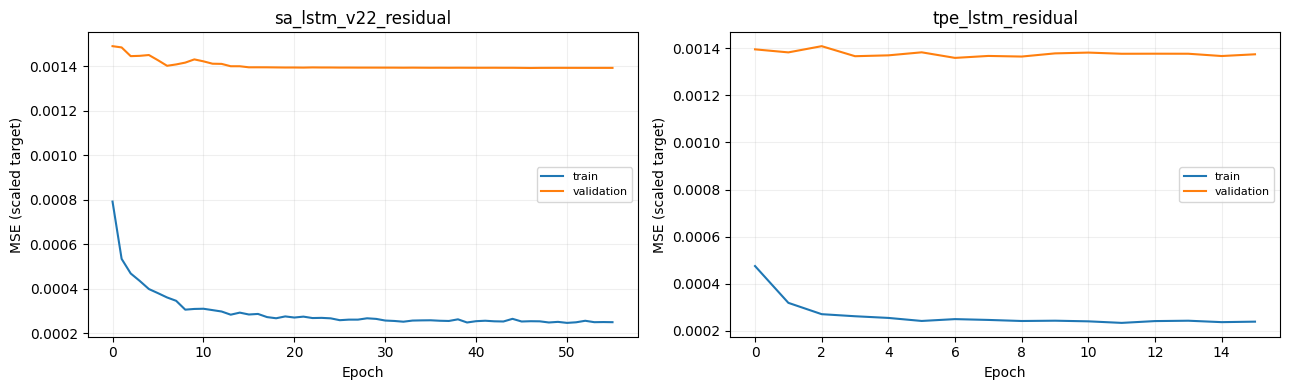 sa_lstm_v22_residual
MSE (scaled target)
0.0014
0.0012
0.0010
0.0008
0.0006
0.0004
0.0002
train
validation
0 10 20 30 40 50
Epoch
tpe_lstm_residual
MSE (scaled target)
0.0014
0.0012
0.0010
0.0008
0.0006
0.0004
0.0002
train
validation
0 2 4 6 8 10 12 14
Epoch